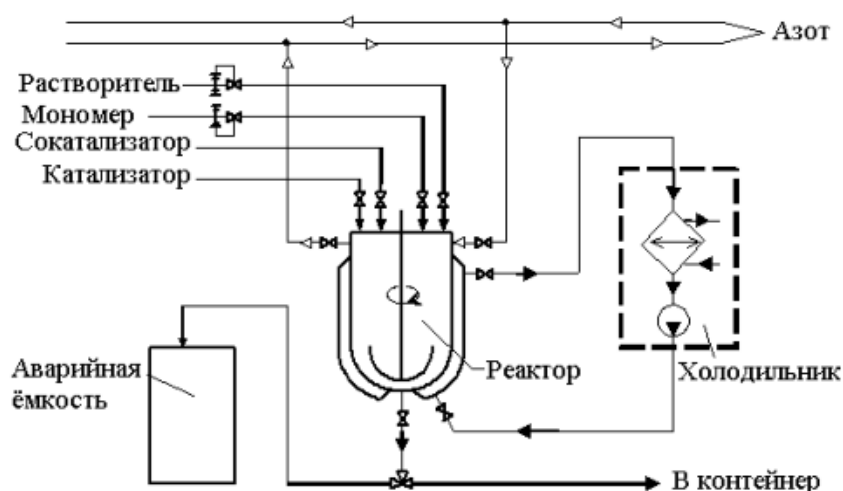 Азот
Растворитель
Мономер
Сокатализатор
Катализатор
Аварийная
ёмкость
Реактор
Холодильник
В контейнер